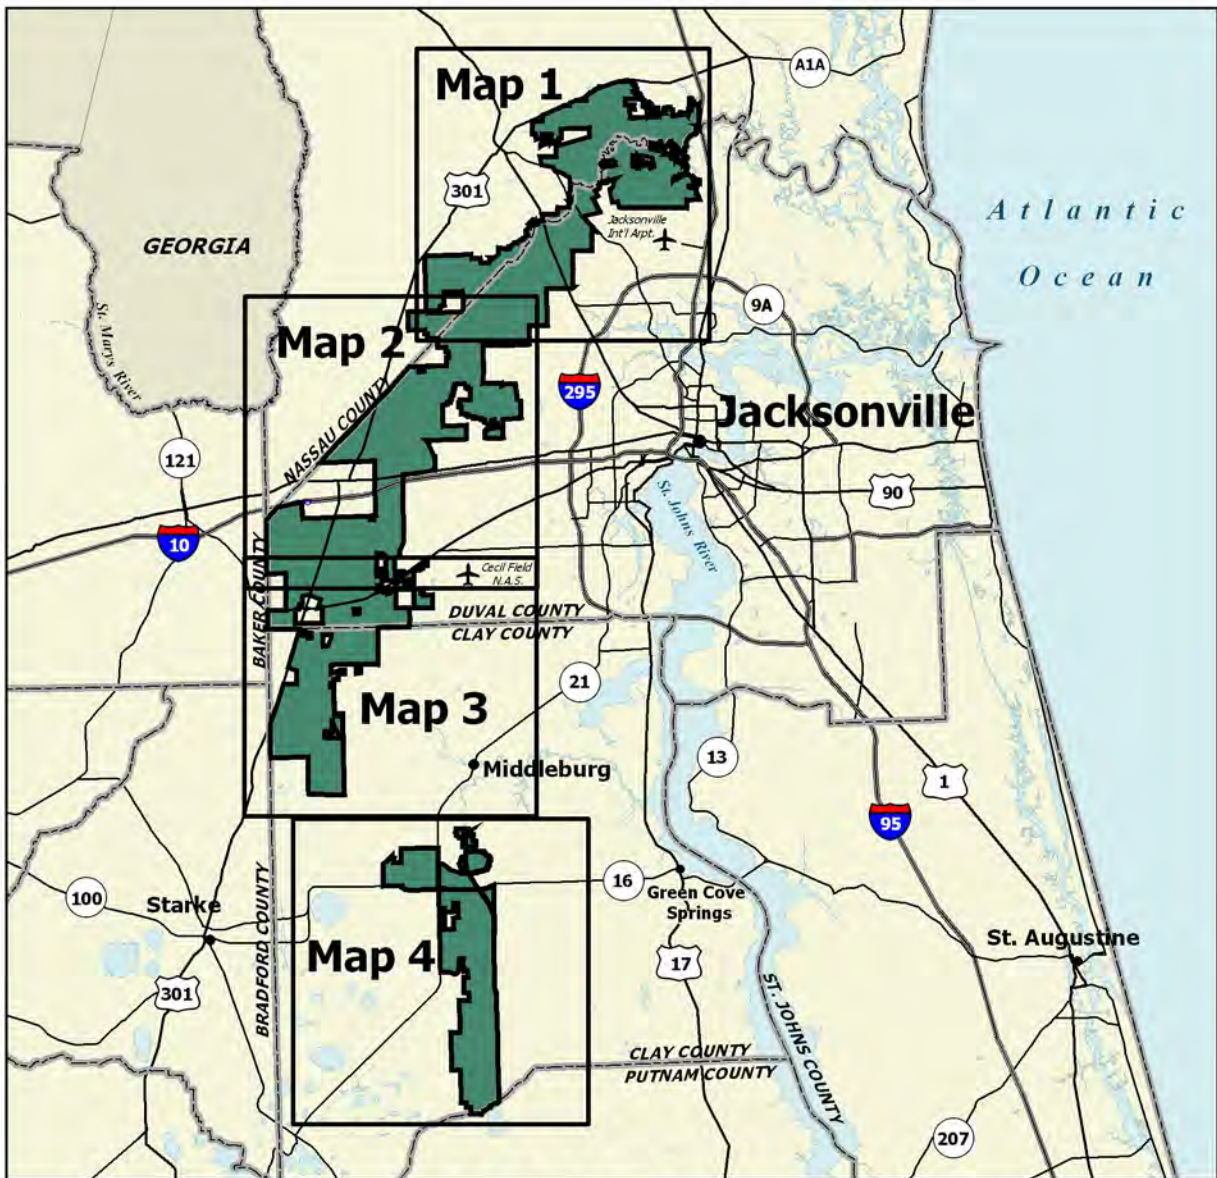 Map 1
A1A
301
Jacksonville
Int'l Arpt.
GEORGIA
Atlantic
Ocean
St. Marys River
9A
Map 2
295
NASSAU COUNTY
Jacksonville
121
90
St. Johns River
10
BAKER COUNTY
Cecil Field
N.A.S.
DUVAL COUNTY
CLAY COUNTY
21
Map 3
13
Middleburg
1
95
16
100
Starke
Green Cove
Springs
BRADFORD COUNTY
Map 4
St. Augustine
17
301
ST. JOHNS COUNTY
CLAY COUNTY
PUTNAM COUNTY
207